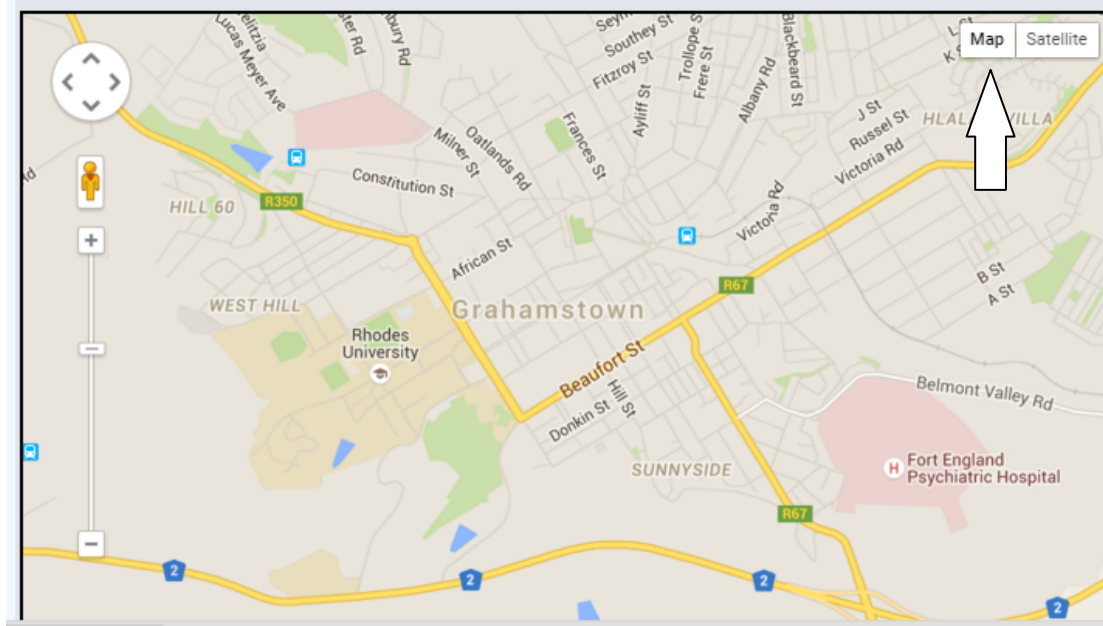 Lucas Meyer Ave
Southey St
Fitzroy St
Trollope St
Frere St
Blackbeard St
Albany Rd
Ayliff St
Frances St
Map
Satellite
J St
Russel St
Victoria Rd
Milner St
Oatlands Rd
Constitution St
HILL 60
R350
African St
Victoria Rd
B St
A St
WEST HILL
Grahamstown
R67
Rhodes
University
Beaufort St
Hill St
Donkin St
Belmont Valley Rd
SUNNYSIDE
H
Fort England
Psychiatric Hospital
R67
2
2
2
2